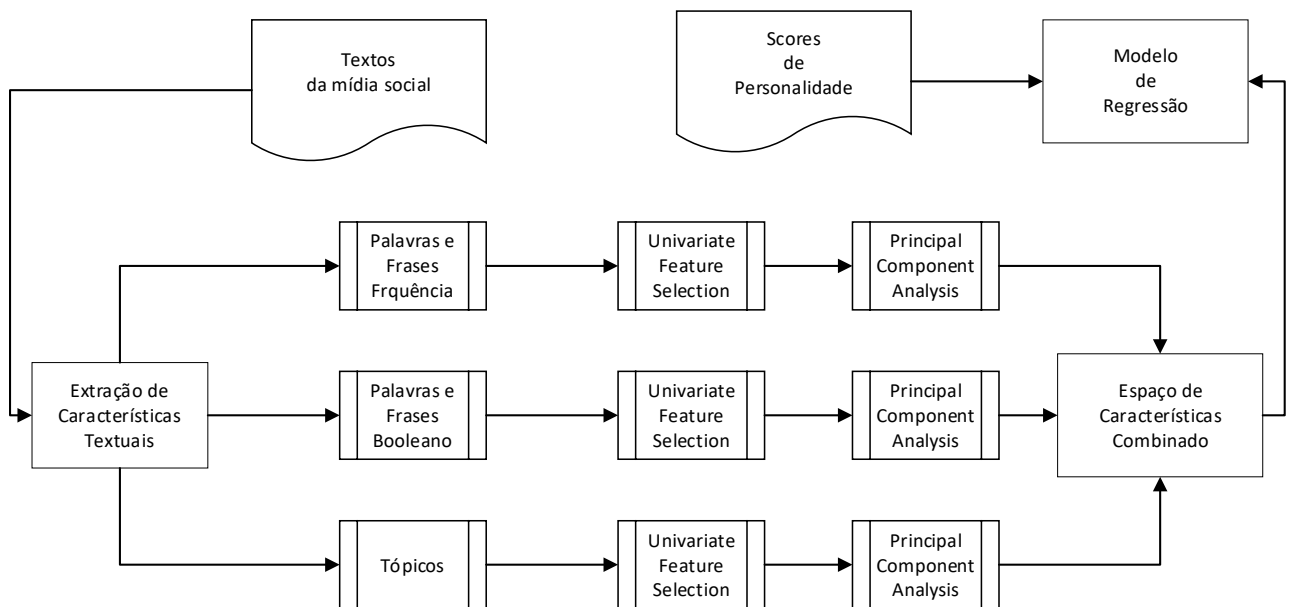 Textos
da mídia social
Scores
de
Personalidade
Modelo
de
Regressão
Palavras e
Frases
Frquência
Univariate
Feature
Selection
Principal
Component
Analysis
Extração de
Características
Textuais
Palavras e
Frases
Booleano
Univariate
Feature
Selection
Principal
Component
Analysis
Espaço de
Características
Combinado
Tópicos
Univariate
Feature
Selection
Principal
Component
Analysis